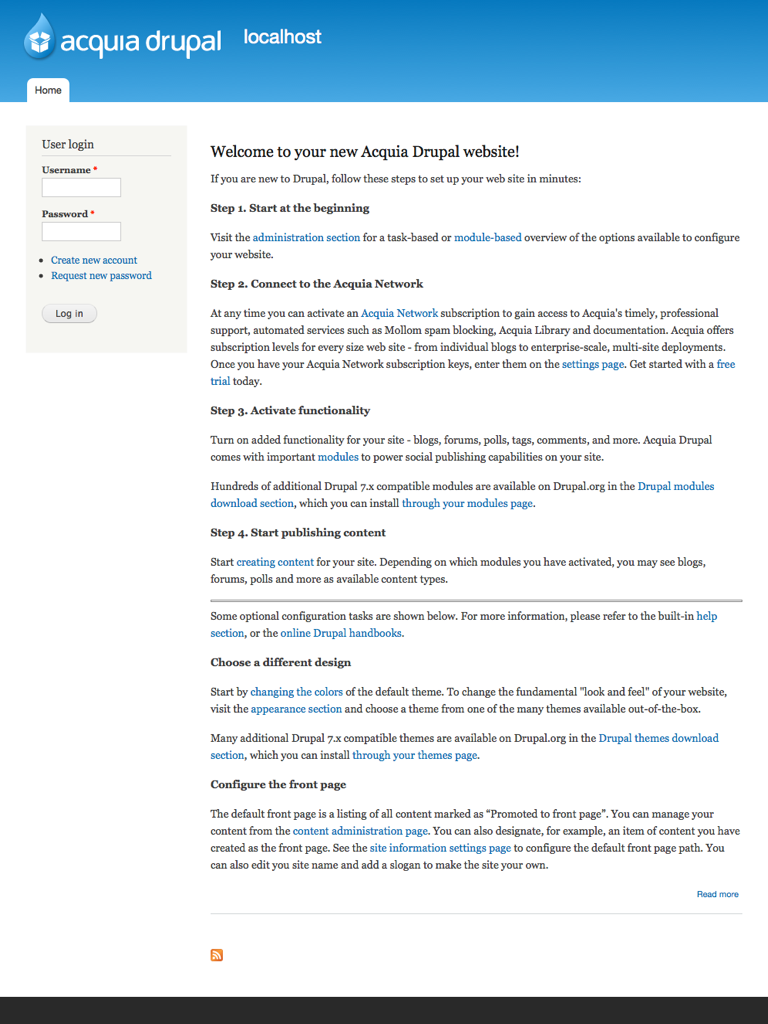 acquia drupal
localhost
Home
User login
Username *
Password *
Create new account
Request new password
Log in
Welcome to your new Acquia Drupal website!
If you are new to Drupal, follow these steps to set up your web site in minutes:
Step 1. Start at the beginning
Visit the administration section for a task-based or module-based overview of the options available to configure
your website.
Step 2. Connect to the Acquia Network
At any time you can activate an Acquia Network subscription to gain access to Acquia's timely, professional
support, automated services such as Mollom spam blocking, Acquia Library and documentation. Acquia offers
subscription levels for every size web site - from individual blogs to enterprise-scale, multi-site deployments.
Once you have your Acquia Network subscription keys, enter them on the settings page. Get started with a free
trial today.
Step 3. Activate functionality
Turn on added functionality for your site - blogs, forums, polls, tags, comments, and more. Acquia Drupal
comes with important modules to power social publishing capabilities on your site.
Hundreds of additional Drupal 7.x compatible modules are available on Drupal.org in the Drupal modules
download section, which you can install through your modules page.
Step 4. Start publishing content
Start creating content for your site. Depending on which modules you have activated, you may see blogs,
forums, polls and more as available content types.
Some optional configuration tasks are shown below. For more information, please refer to the built-in help
section, or the online Drupal handbooks.
Choose a different design
Start by changing the colors of the default theme. To change the fundamental "look and feel" of your website,
visit the appearance section and choose a theme from one of the many themes available out-of-the-box.
Many additional Drupal 7.x compatible themes are available on Drupal.org in the Drupal themes download
section, which you can install through your themes page.
Configure the front page
The default front page is a listing of all content marked as “Promoted to front page”. You can manage your
content from the content administration page. You can also designate, for example, an item of content you have
created as the front page. See the site information settings page to configure the default front page path. You
can also edit you site name and add a slogan to make the site your own.
Read more